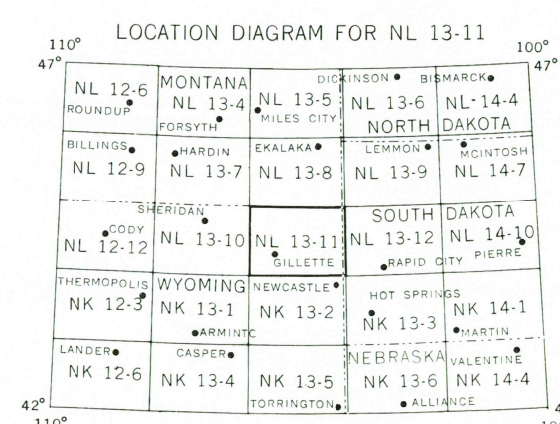 LOCATION DIAGRAM FOR NL 13-11
110° 100°
47° 47°
DICKINSON BISMARCK
NL 12-6 MONTANA NL 13-5 NL 13-6 NL-14-4
ROUNDUP NL 13-4 MILES CITY
FORSYTH NORTH DAKOTA
BILLINGS HARDIN EKALAKA LEMMON MCINTOSH
NL 12-9 NL 13-7 NL 13-8 NL 13-9 NL 14-7
SHERIDAN SOUTH DAKOTA
CODY
NL 12-12 NL 13-10 NL 13-11 NL 13-12 NL 14-10
GILLETTE RAPID CITY PIERRE
THERMOPOLIS WYOMING NEWCASTLE HOT SPRINGS
NK 12-3 NK 13-1 NK 13-2 NK 13-3 NK 14-1
ARMINTO MARTIN
LANDER CASPER NEBRASKA VALENTINE
NK 12-6 NK 13-4 NK 13-5 NK 13-6 NK 14-4
TORRINGTON ALLIANCE
42°
110°